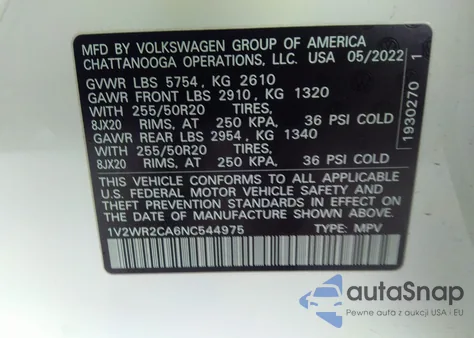 MFD BY VOLKSWAGEN GROUP OF AMERICA
CHATTANOOGA OPERATIONS, LLC. USA 05/2022
GVWR LBS 5754 , KG 2610
GAWR FRONT LBS 2910 , KG 1320
WITH 255/50R20 TIRES,
8JX20 RIMS, AT 250 KPA. 36 PSI COLD
GAWR REAR LBS 2954 , KG 1340
WITH 255/50R20 TIRES,
8JX20 RIMS, AT 250 KPA. 36 PSI COLD
THIS VEHICLE CONFORMS TO ALL APPLICABLE
U.S. FEDERAL MOTOR VEHICLE SAFETY, BUMPER,
AND THEFT PREVENTION STANDARDS IN EFFECT
ON THE DATE OF MANUFACTURE SHOWN ABOVE.
1V2WR2CA6NC544975 TYPE: MPV
1930270 1
autoSnap
Pewne auta z aukcji USA i EU